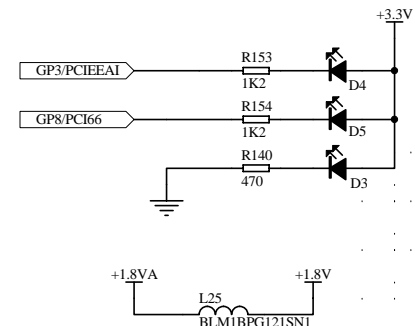 +3.3V
R153
GP3/PCIEEAI
1K2
D4
R154
GP8/PCI66
1K2
D5
R140
470
D3
+1.8VA
+1.8V
L25
BLM1BPG121SN1